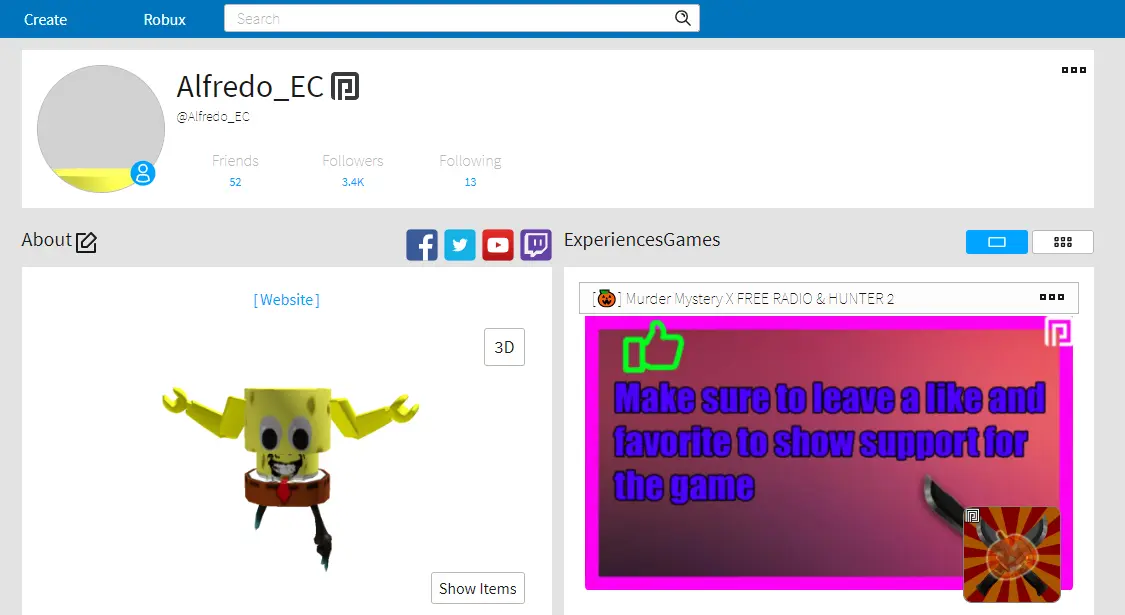 Create
Robux
Search
Alfredo_EC
@Alfredo_EC
Friends
Followers
Following
52
3.4K
13
About
ExperiencesGames
[Website]
[🎃] Murder Mystery X FREE RADIO & HUNTER 2
3D
Make sure to leave a like and
favorite to show support for
the game
Show Items